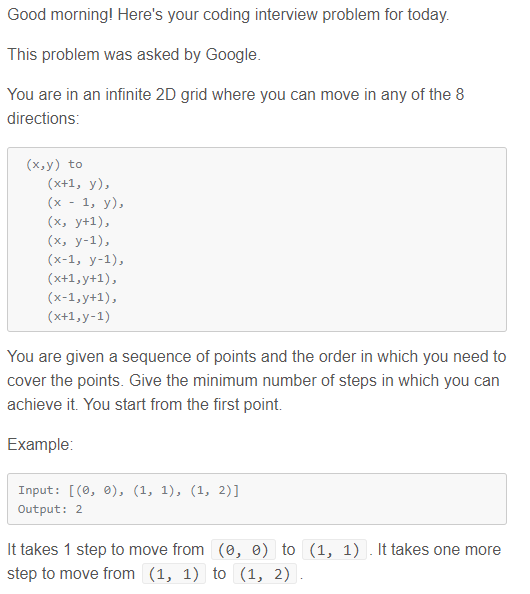 Good morning! Here's your coding interview problem for today.
This problem was asked by Google.
You are in an infinite 2D grid where you can move in any of the 8
directions:
(x,y) to
(x+1, y),
(x - 1, y),
(x, y+1),
(x, y-1),
(x-1, y-1),
(x+1,y+1),
(x-1,y+1),
(x+1,y-1)
You are given a sequence of points and the order in which you need to
cover the points. Give the minimum number of steps in which you can
achieve it. You start from the first point.
Example:
Input: [(0, 0), (1, 1), (1, 2)]
Output: 2
It takes 1 step to move from (0, 0) to (1, 1). It takes one more
step to move from (1, 1) to (1, 2).